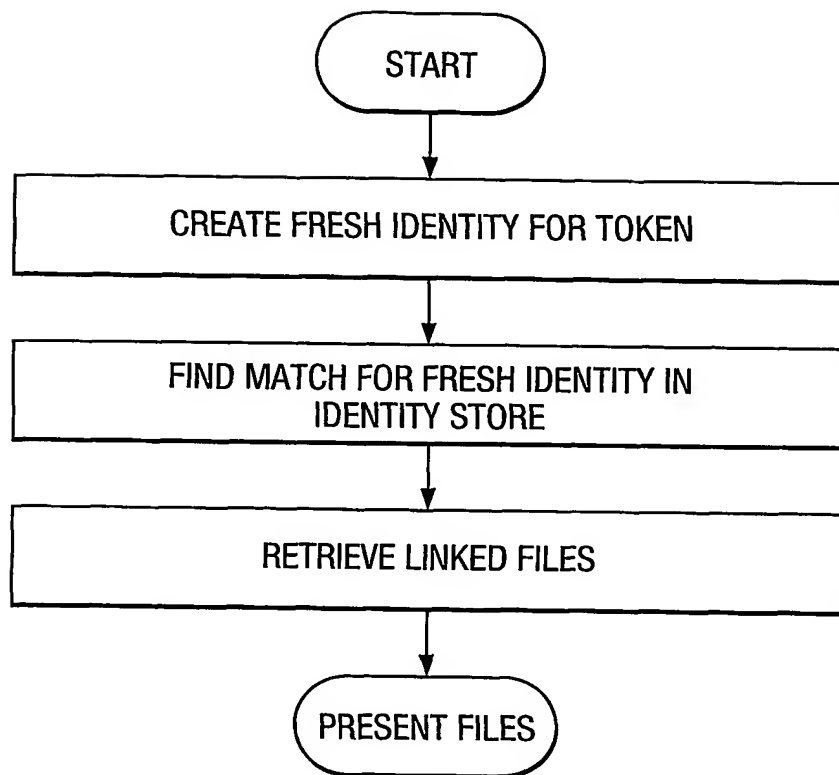 START
CREATE FRESH IDENTITY FOR TOKEN
FIND MATCH FOR FRESH IDENTITY IN
IDENTITY STORE
RETRIEVE LINKED FILES
PRESENT FILES